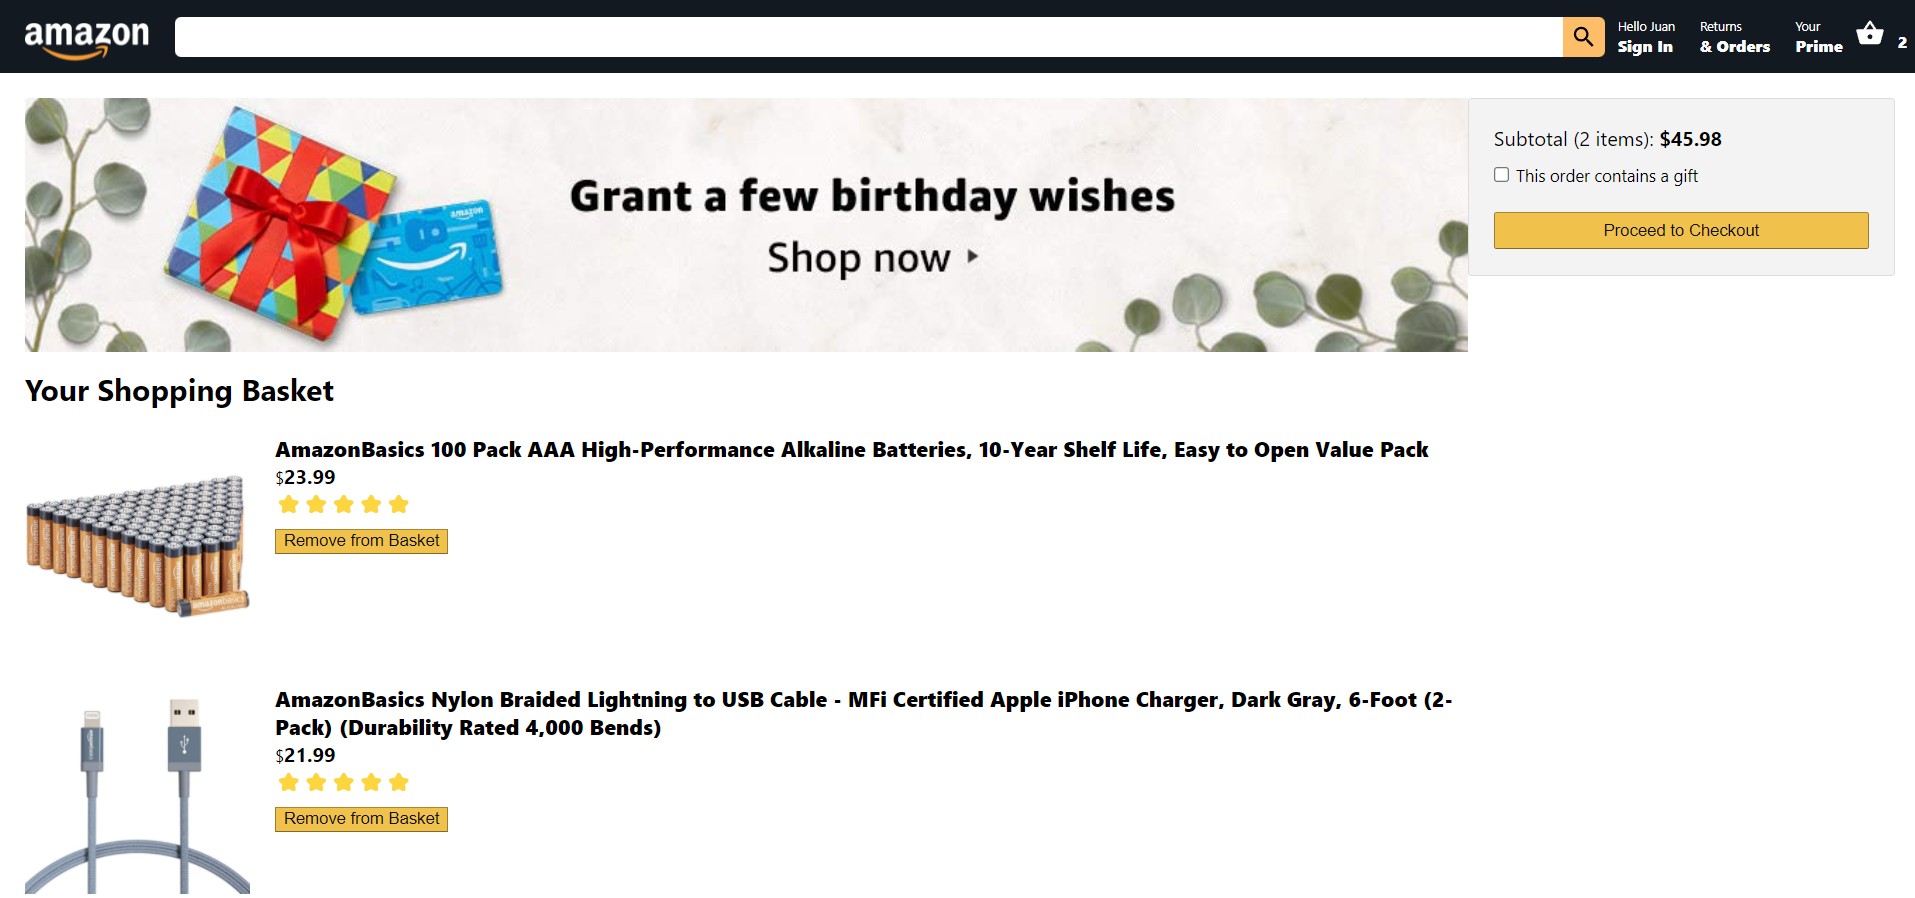 amazon
Hello Juan
Sign In
Returns
& Orders
Your
Prime
2
Grant a few birthday wishes
Shop now
amazon
Subtotal (2 items): $45.98
This order contains a gift
Proceed to Checkout
Your Shopping Basket
AmazonBasics 100 Pack AAA High-Performance Alkaline Batteries, 10-Year Shelf Life, Easy to Open Value Pack
$23.99
Remove from Basket
amazonbasics
AmazonBasics Nylon Braided Lightning to USB Cable - MFi Certified Apple iPhone Charger, Dark Gray, 6-Foot (2-
Pack) (Durability Rated 4,000 Bends)
$21.99
Remove from Basket